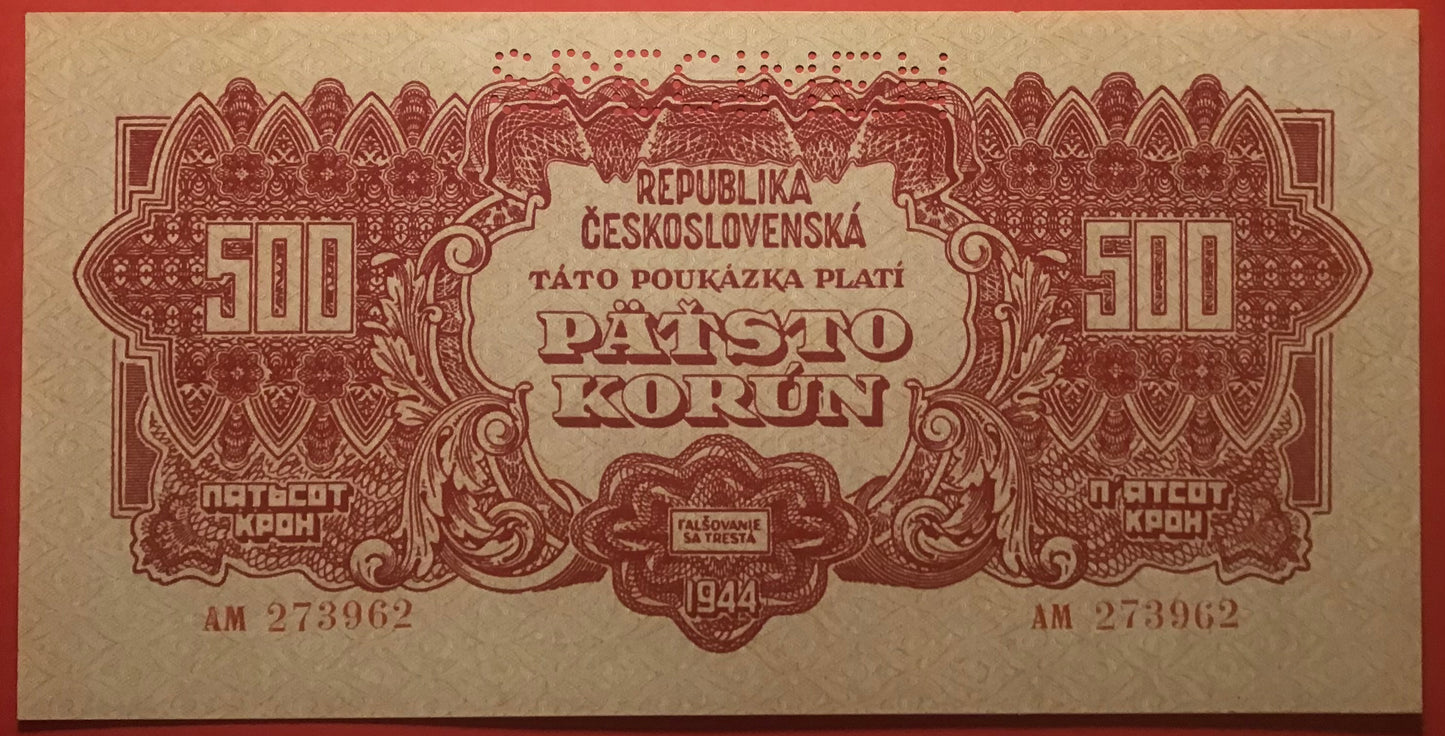 SPECIMEN
REPUBLIKA
ČESKOSLOVENSKÁ
TÁTO POUKÁZKA PLATÍ
PÄŤSTO
KORÚN
500
500
ПЯТЬСОТ
КРОН
П'ЯТСОТ
КРОН
FALŠOVANIE
SA TRESTÁ
1944
AM 273962
AM 273962